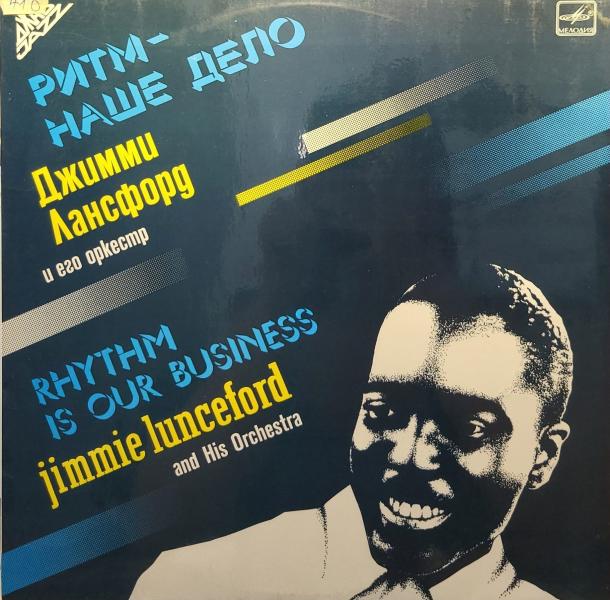 РИТМ-
НАШЕ ДЕЛО
МЕЛОДИЯ
Джимми
Лансфорд
и его оркестр
RHYTHM
IS OUR BUSINESS
jimmie lunceford
and His Orchestra